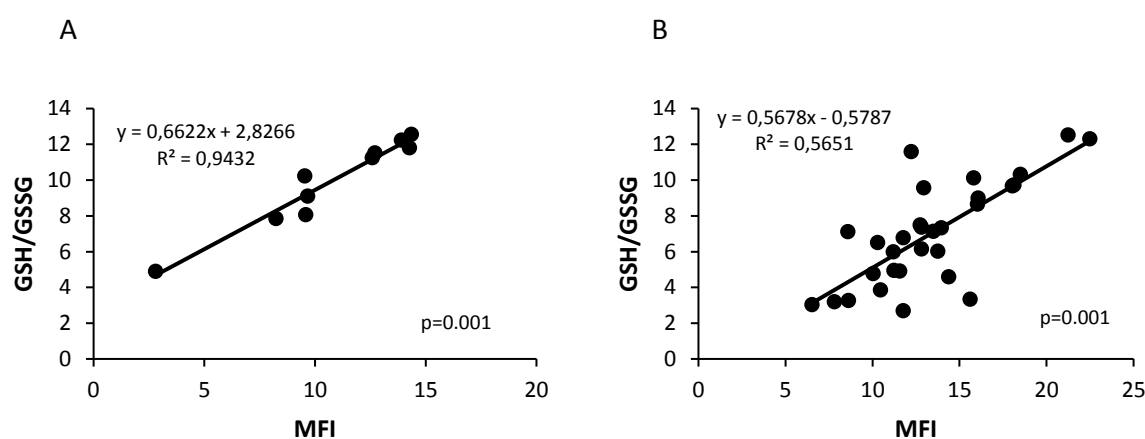 A
14
12
10
8
6
4
2
0
GSH/GSSG
y = 0,6622x + 2,8266
R² = 0,9432
p=0.001
0 5 10 15 20
MFI
B
14
12
10
8
6
4
2
0
GSH/GSSG
y = 0,5678x - 0,5787
R² = 0,5651
p=0.001
0 5 10 15 20 25
MFI